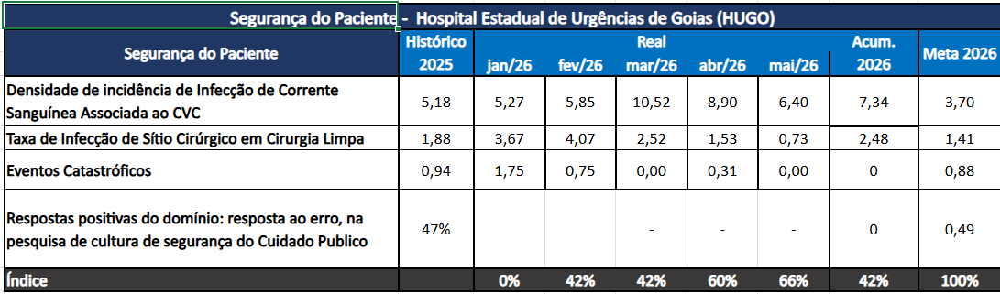 Segurança do Paciente - Hospital Estadual de Urgências de Goias (HUGO)
Segurança do Paciente Histórico 2025 Real Acum. 2026 Meta 2026
jan/26 fev/26 mar/26 abr/26 mai/26
Densidade de incidência de Infecção de Corrente
Sanguínea Associada ao CVC 5,18 5,27 5,85 10,52 8,90 6,40 7,34 3,70
Taxa de Infecção de Sítio Cirúrgico em Cirurgia Limpa 1,88 3,67 4,07 2,52 1,53 0,73 2,48 1,41
Eventos Catastróficos 0,94 1,75 0,75 0,00 0,31 0,00 0 0,88
Respostas positivas do domínio: resposta ao erro, na
pesquisa de cultura de segurança do Cuidado Publico 47% - - - 0 0,49
Índice 0% 42% 42% 60% 66% 42% 100%